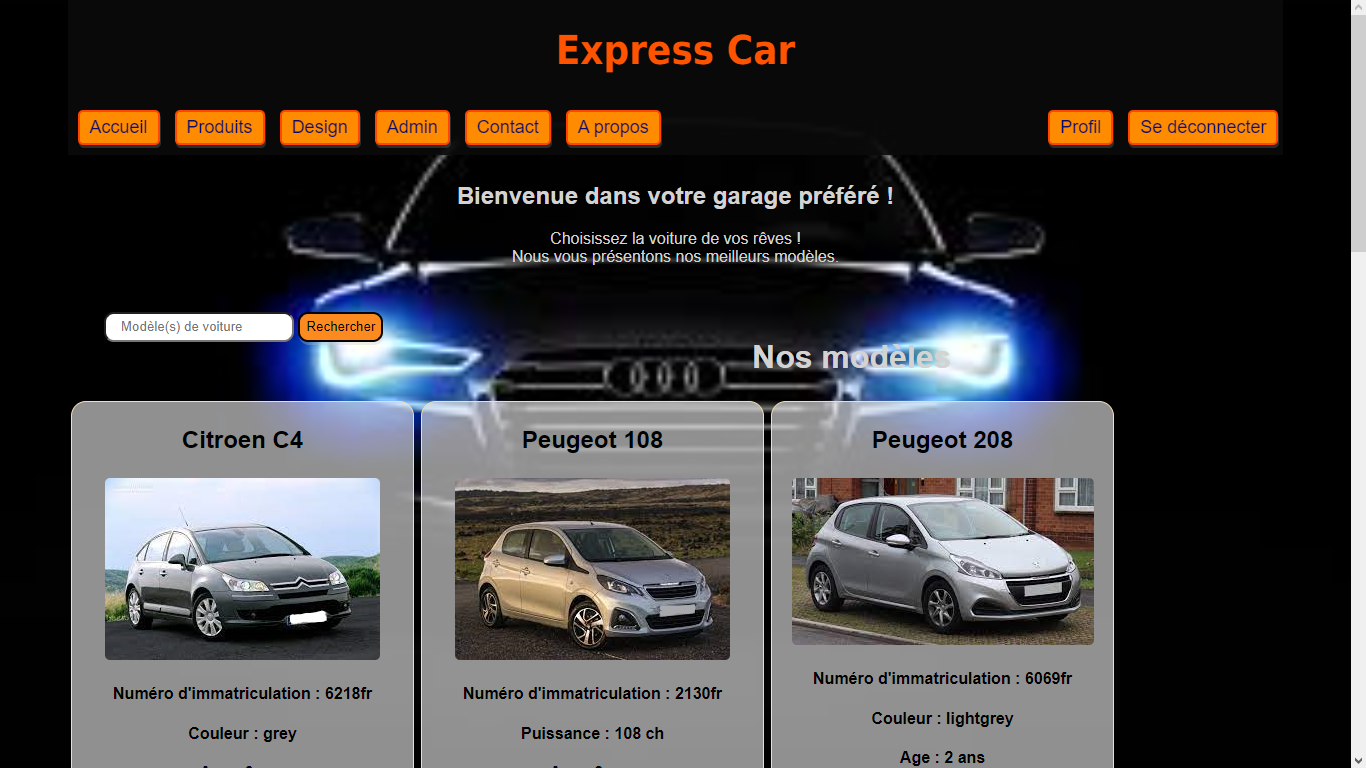 Express Car
Accueil
Produits
Design
Admin
Contact
A propos
Profil
Se déconnecter
Bienvenue dans votre garage préféré !
Choisissez la voiture de vos rêves !
Nous vous présentons nos meilleurs modèles.
Modèle(s) de voiture
Rechercher
Nos modèles
Citroen C4
Numéro d'immatriculation : 6218fr
Couleur : grey
Peugeot 108
Numéro d'immatriculation : 2130fr
Puissance : 108 ch
Peugeot 208
Numéro d'immatriculation : 6069fr
Couleur : lightgrey
Age : 2 ans